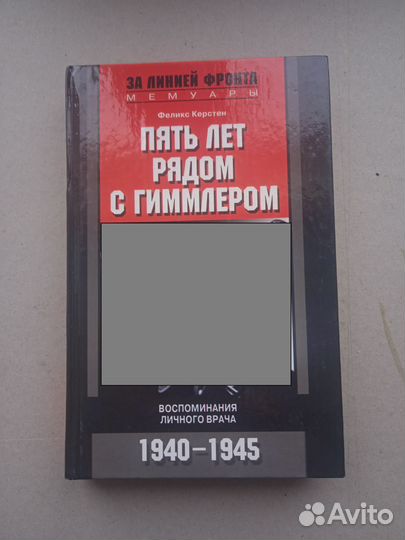 ЗА ЛИНИЕЙ ФРОНТА
МЕМУАРЫ
Феликс Керстен
ПЯТЬ ЛЕТ
РЯДОМ
С ГИММЛЕРОМ
ВОСПОМИНАНИЯ
ЛИЧНОГО ВРАЧА
1940–1945
Avito